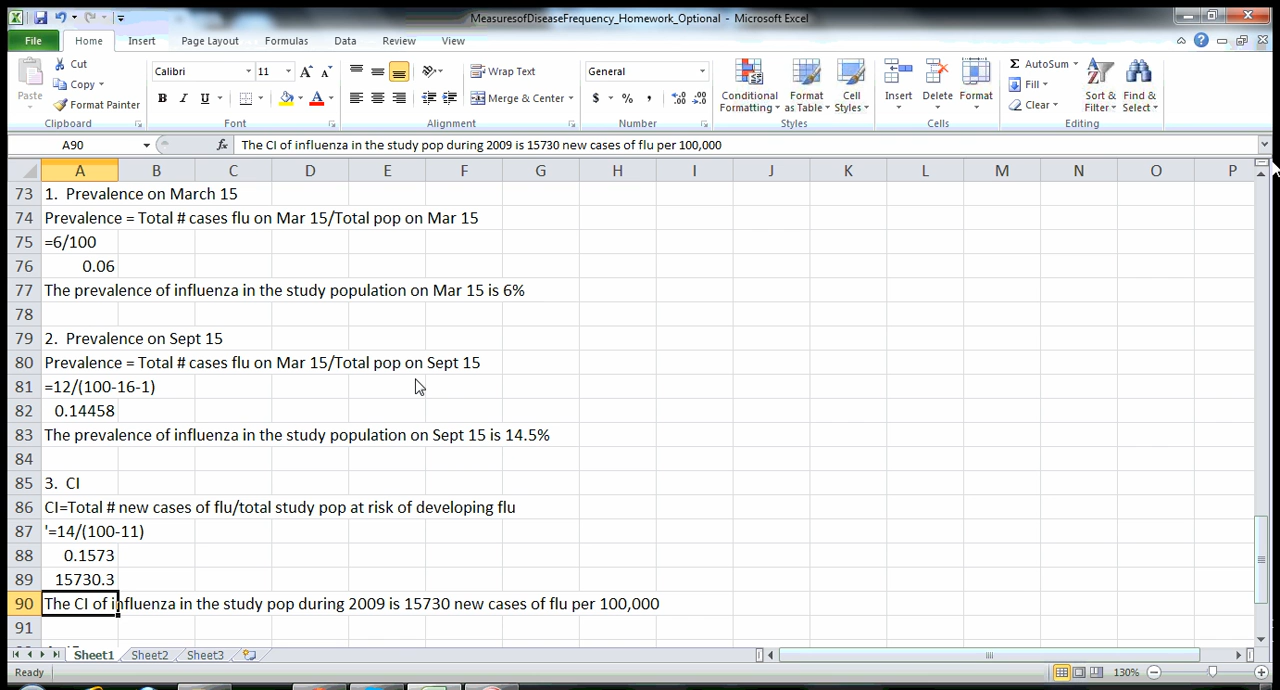 MeasuresofDiseaseFrequency_Homework_Optional - Microsoft Excel
File Home Insert Page Layout Formulas Data Review View
Paste
Cut
Copy
Format Painter
Clipboard
Calibri 11
B I U A
Font
Wrap Text
Merge & Center
Alignment
General
$ % ,
Number
Conditional Formatting
Format as Table
Cell Styles
Styles
Insert Delete Format
Cells
Σ AutoSum
Fill
Clear
Sort & Filter
Find & Select
Editing
A90 fx The CI of influenza in the study pop during 2009 is 15730 new cases of flu per 100,000
A B C D E F G H I J K L M N O P
73 1. Prevalence on March 15
74 Prevalence = Total # cases flu on Mar 15/Total pop on Mar 15
75 =6/100
76 0.06
77 The prevalence of influenza in the study population on Mar 15 is 6%
78
79 2. Prevalence on Sept 15
80 Prevalence = Total # cases flu on Mar 15/Total pop on Sept 15
81 =12/(100-16-1)
82 0.14458
83 The prevalence of influenza in the study population on Sept 15 is 14.5%
84
85 3. CI
86 CI=Total # new cases of flu/total study pop at risk of developing flu
87 '=14/(100-11)
88 0.1573
89 15730.3
90 The CI of influenza in the study pop during 2009 is 15730 new cases of flu per 100,000
91
Sheet1 Sheet2 Sheet3
Ready 130%